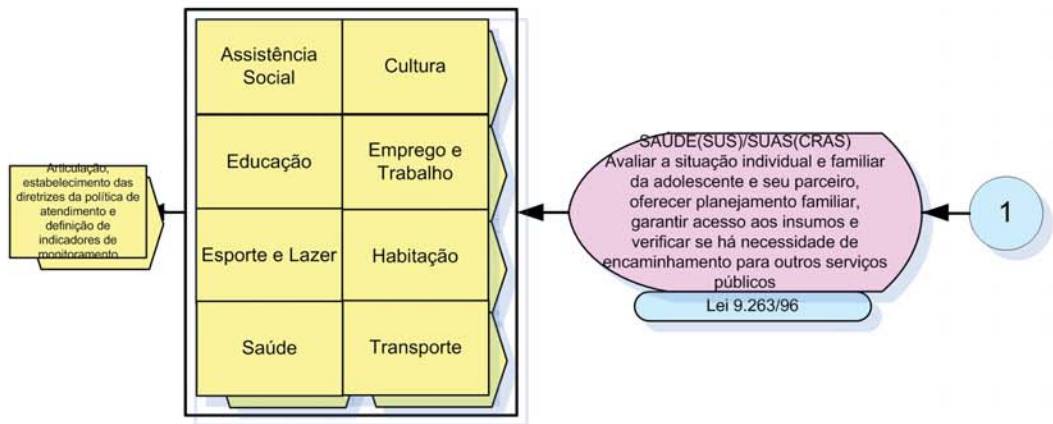 Articulação,
estabelecimento das
diretrizes da política de
atendimento e
definição de
indicadores de
monitoramento
Assistência
Social
Cultura
Educação
Emprego e
Trabalho
Esporte e Lazer
Habitação
Saúde
Transporte
SAÚDE(SUS)/SUAS(CRAS)
Avaliar a situação individual e familiar
da adolescente e seu parceiro,
oferecer planejamento familiar,
garantir acesso aos insumos e
verificar se há necessidade de
encaminhamento para outros serviços
públicos
Lei 9.263/96
1